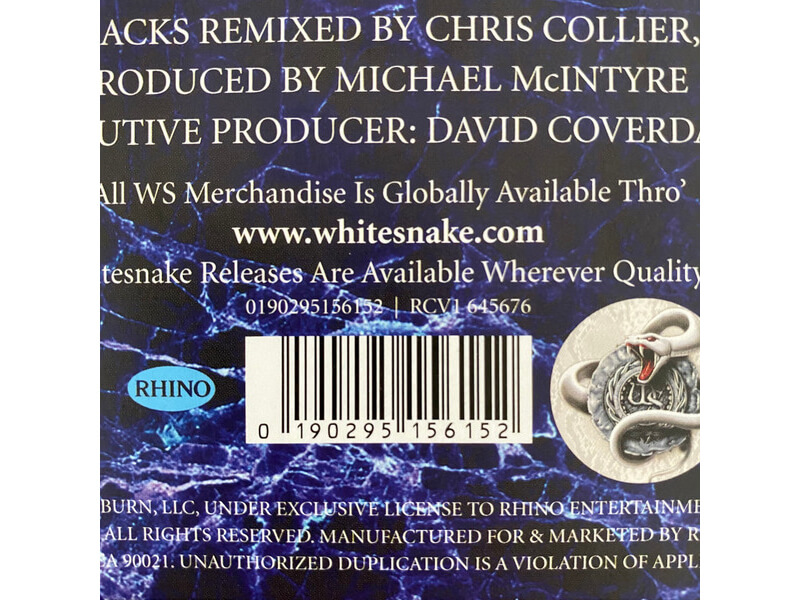 ACKS REMIXED BY CHRIS COLLIER,
RODUCED BY MICHAEL McINTYRE
UTIVE PRODUCER: DAVID COVERDA
All WS Merchandise Is Globally Available Thro'
www.whitesnake.com
itesnake Releases Are Available Wherever Quality
0190295156152 | RCV1 645676
RHINO
0 190295 156152
BURN, LLC, UNDER EXCLUSIVE LICENSE TO RHINO ENTERTAINME
ALL RIGHTS RESERVED. MANUFACTURED FOR & MARKETED BY R
CA 90021. UNAUTHORIZED DUPLICATION IS A VIOLATION OF APPL